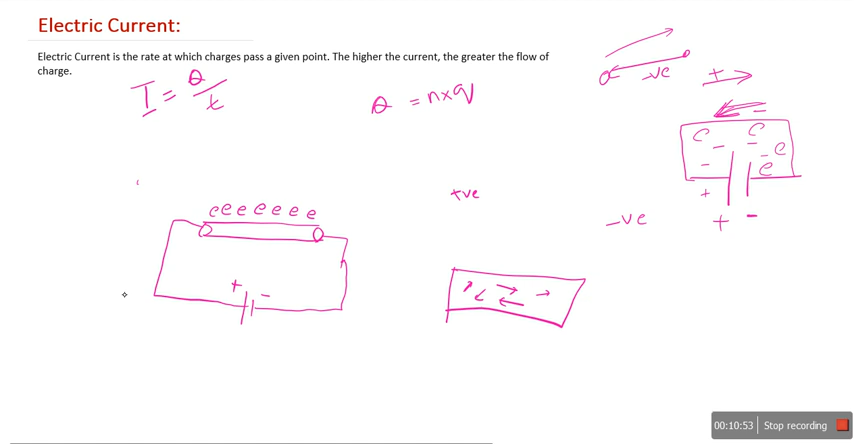 Electric Current:
Electric Current is the rate at which charges pass a given point. The higher the current, the greater the flow of
charge.
I = Q/t
Q = n×q
-ve
+
-
e e
- - - e
- e
+
+ -
+ve
-ve
e e e e e e e
+ -
00:10:53 Stop recording